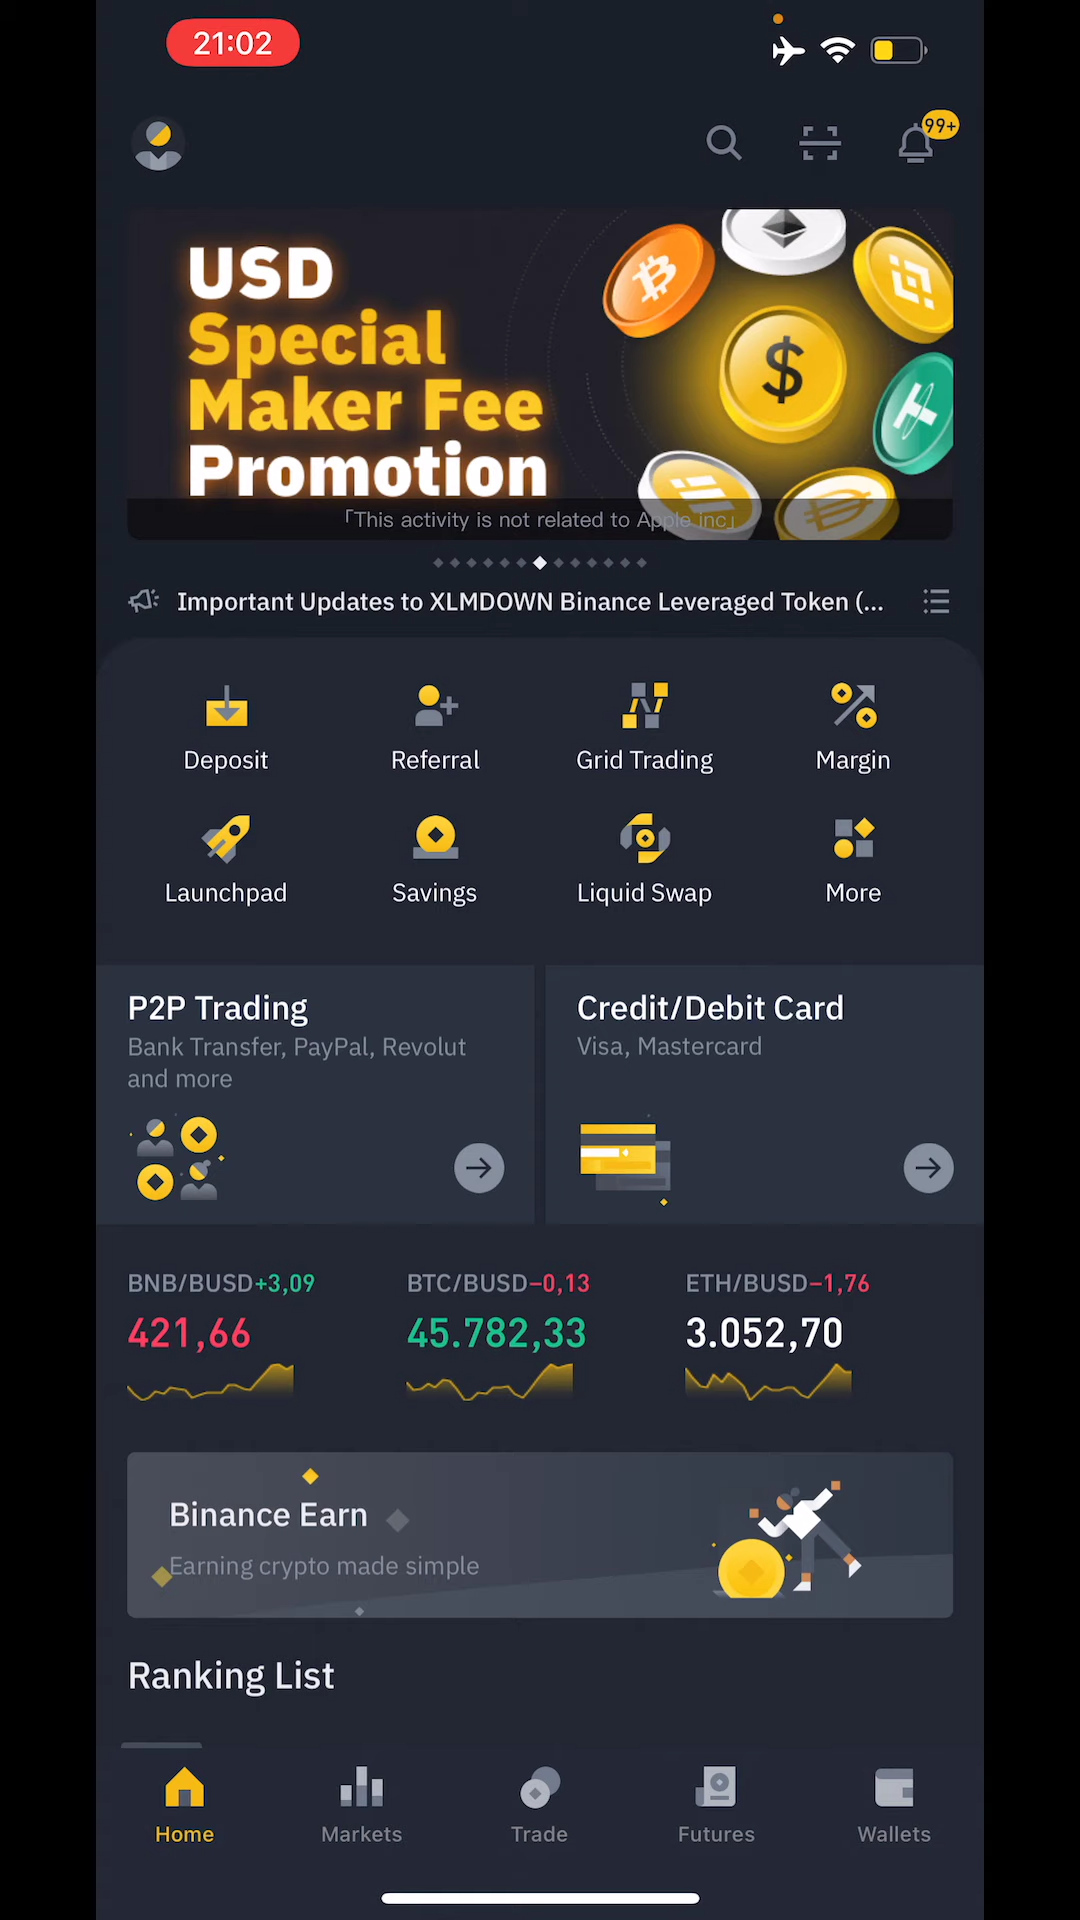 21:02
99+
USD
Special
Maker Fee
Promotion
「This activity is not related to Apple inc」
Important Updates to XLMDOWN Binance Leveraged Token (...
Deposit
Referral
Grid Trading
Margin
Launchpad
Savings
Liquid Swap
More
P2P Trading
Bank Transfer, PayPal, Revolut
and more
Credit/Debit Card
Visa, Mastercard
BNB/BUSD+3,09
421,66
BTC/BUSD-0,13
45.782,33
ETH/BUSD-1,76
3.052,70
Binance Earn
Earning crypto made simple
Ranking List
Home
Markets
Trade
Futures
Wallets